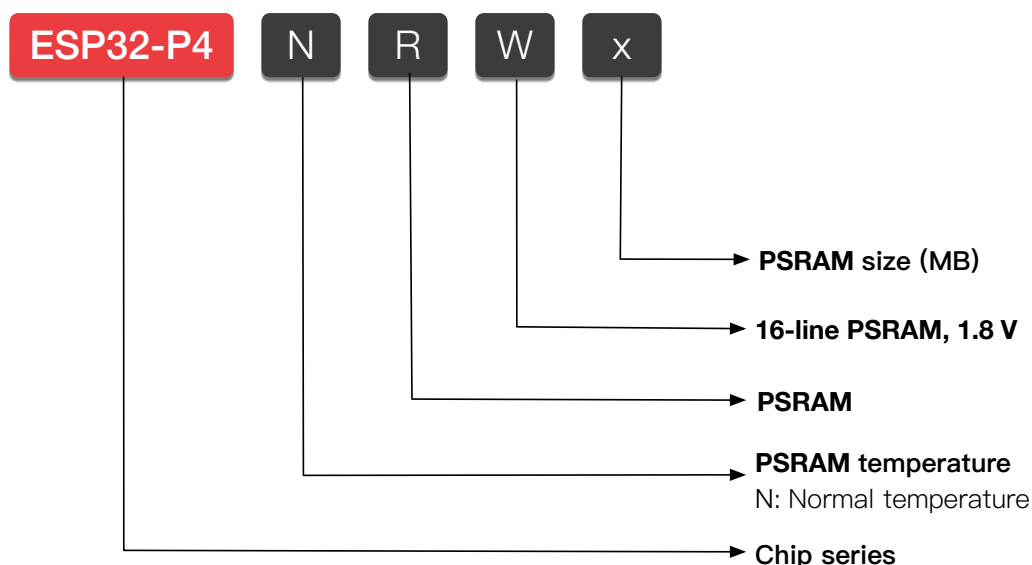 ESP32-P4 N R W x
PSRAM size (MB)
16-line PSRAM, 1.8 V
PSRAM
PSRAM temperature
N: Normal temperature
Chip series